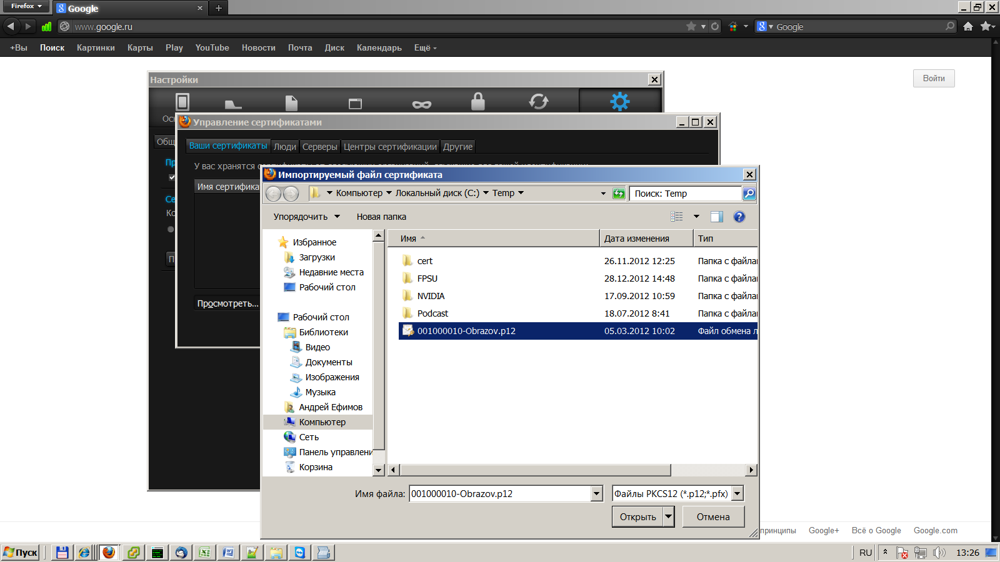 Firefox
Google
www.google.ru
Google
+Вы Поиск Картинки Карты Play YouTube Новости Почта Диск Календарь Ещё
Войти
Настройки
Управление сертификатами
Ваши сертификаты Люди Серверы Центры сертификации Другие
У вас хранятся
Имя сертифика
Просмотреть...
Импортируемый файл сертификата
Компьютер Локальный диск (C:) Temp
Поиск: Temp
Упорядочить Новая папка
Имя Дата изменения Тип
cert 26.11.2012 12:25 Папка с файла
FPSU 28.12.2012 14:48 Папка с файла
NVIDIA 17.09.2012 10:59 Папка с файла
Podcast 18.07.2012 8:41 Папка с файла
001000010-Obrazov.p12 05.03.2012 10:02 Файл обмена л
Избранное
Загрузки
Недавние места
Рабочий стол
Рабочий стол
Библиотеки
Видео
Документы
Изображения
Музыка
Андрей Ефимов
Компьютер
Сеть
Панель управлени
Корзина
Имя файла: 001000010-Obrazov.p12 Файлы PKCS12 (*.p12;*.pfx)
Открыть Отмена
принципы Google+ Всё о Google Google.com
Пуск
RU 13:26